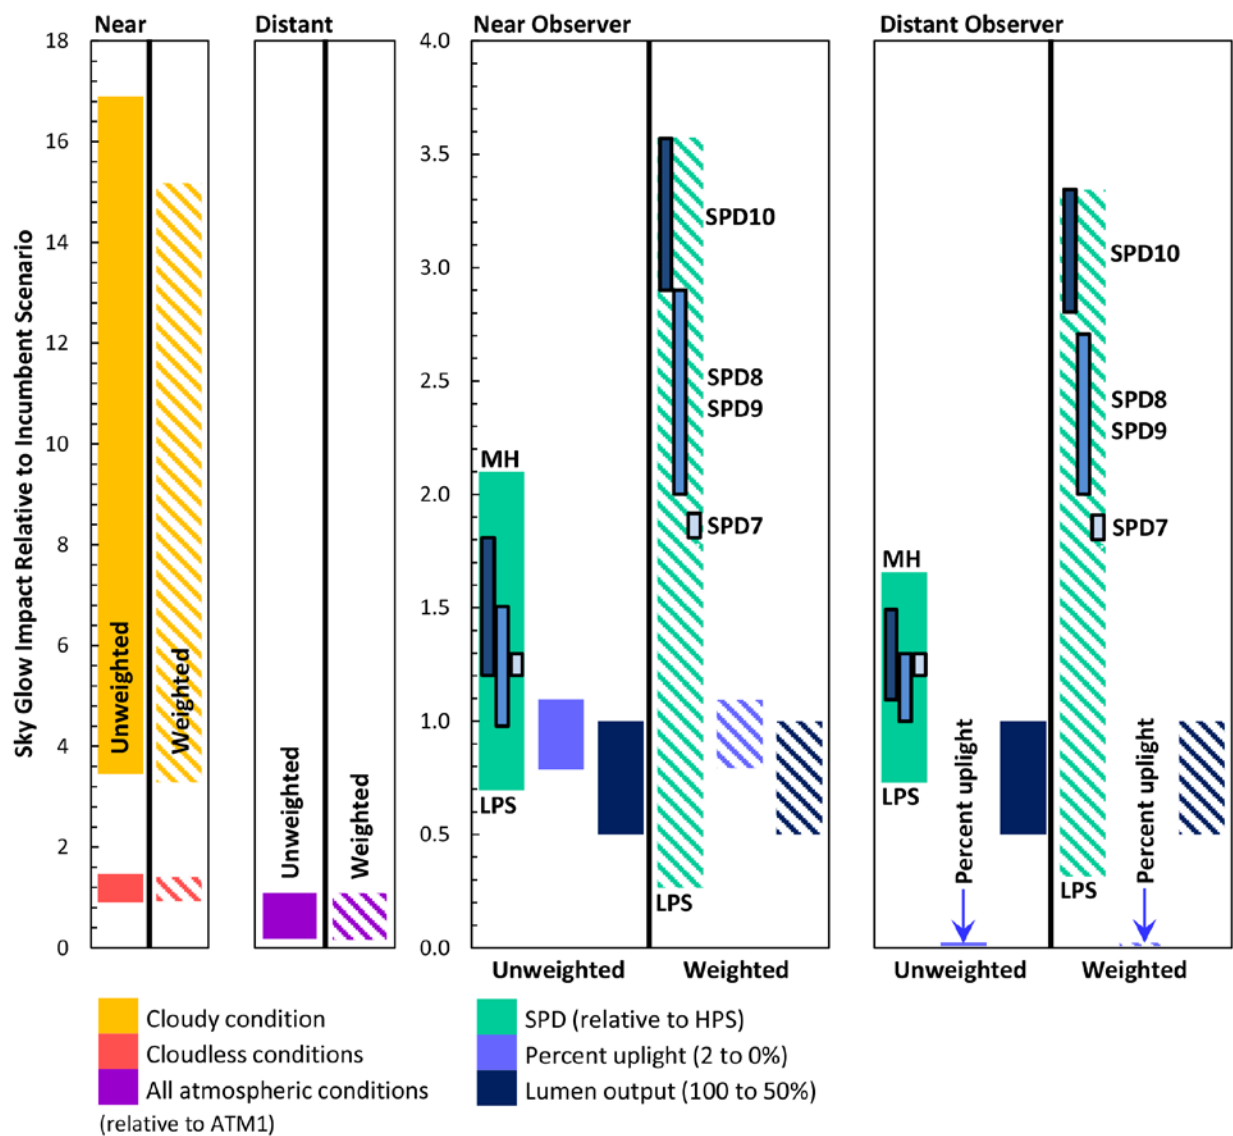 Near
Distant
Near Observer
Distant Observer
Sky Glow Impact Relative to Incumbent Scenario
18
16
14
12
10
8
6
4
2
0
Unweighted
Weighted
Unweighted
Weighted
4.0
3.5
3.0
2.5
2.0
1.5
1.0
0.5
0.0
MH
LPS
SPD10
SPD8
SPD9
SPD7
LPS
Unweighted
Weighted
MH
LPS
Percent uplight
SPD10
SPD8
SPD9
SPD7
LPS
Percent uplight
Unweighted
Weighted
Cloudy condition
Cloudless conditions
All atmospheric conditions
(relative to ATM1)
SPD (relative to HPS)
Percent uplight (2 to 0%)
Lumen output (100 to 50%)